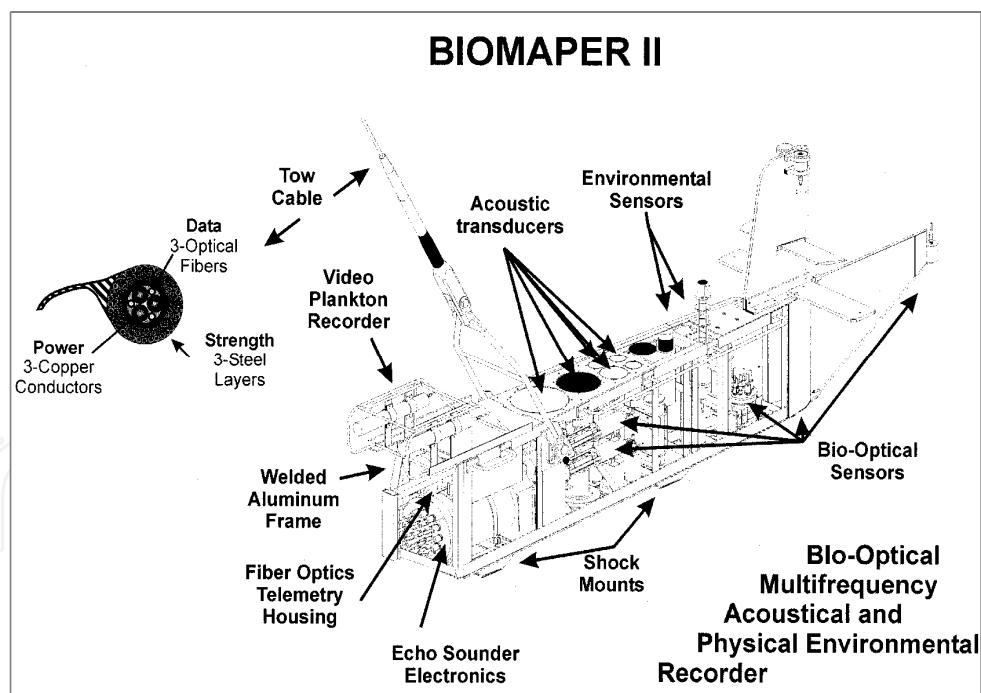 BIOMAPER II
Tow
Cable
Data
3-Optical
Fibers
Power
3-Copper
Conductors
Strength
3-Steel
Layers
Video
Plankton
Recorder
Acoustic
transducers
Environmental
Sensors
Bio-Optical
Sensors
Welded
Aluminum
Frame
Fiber Optics
Telemetry
Housing
Echo Sounder
Electronics
Shock
Mounts
BIo-Optical
Multifrequency
Acoustical and
Physical Environmental
Recorder